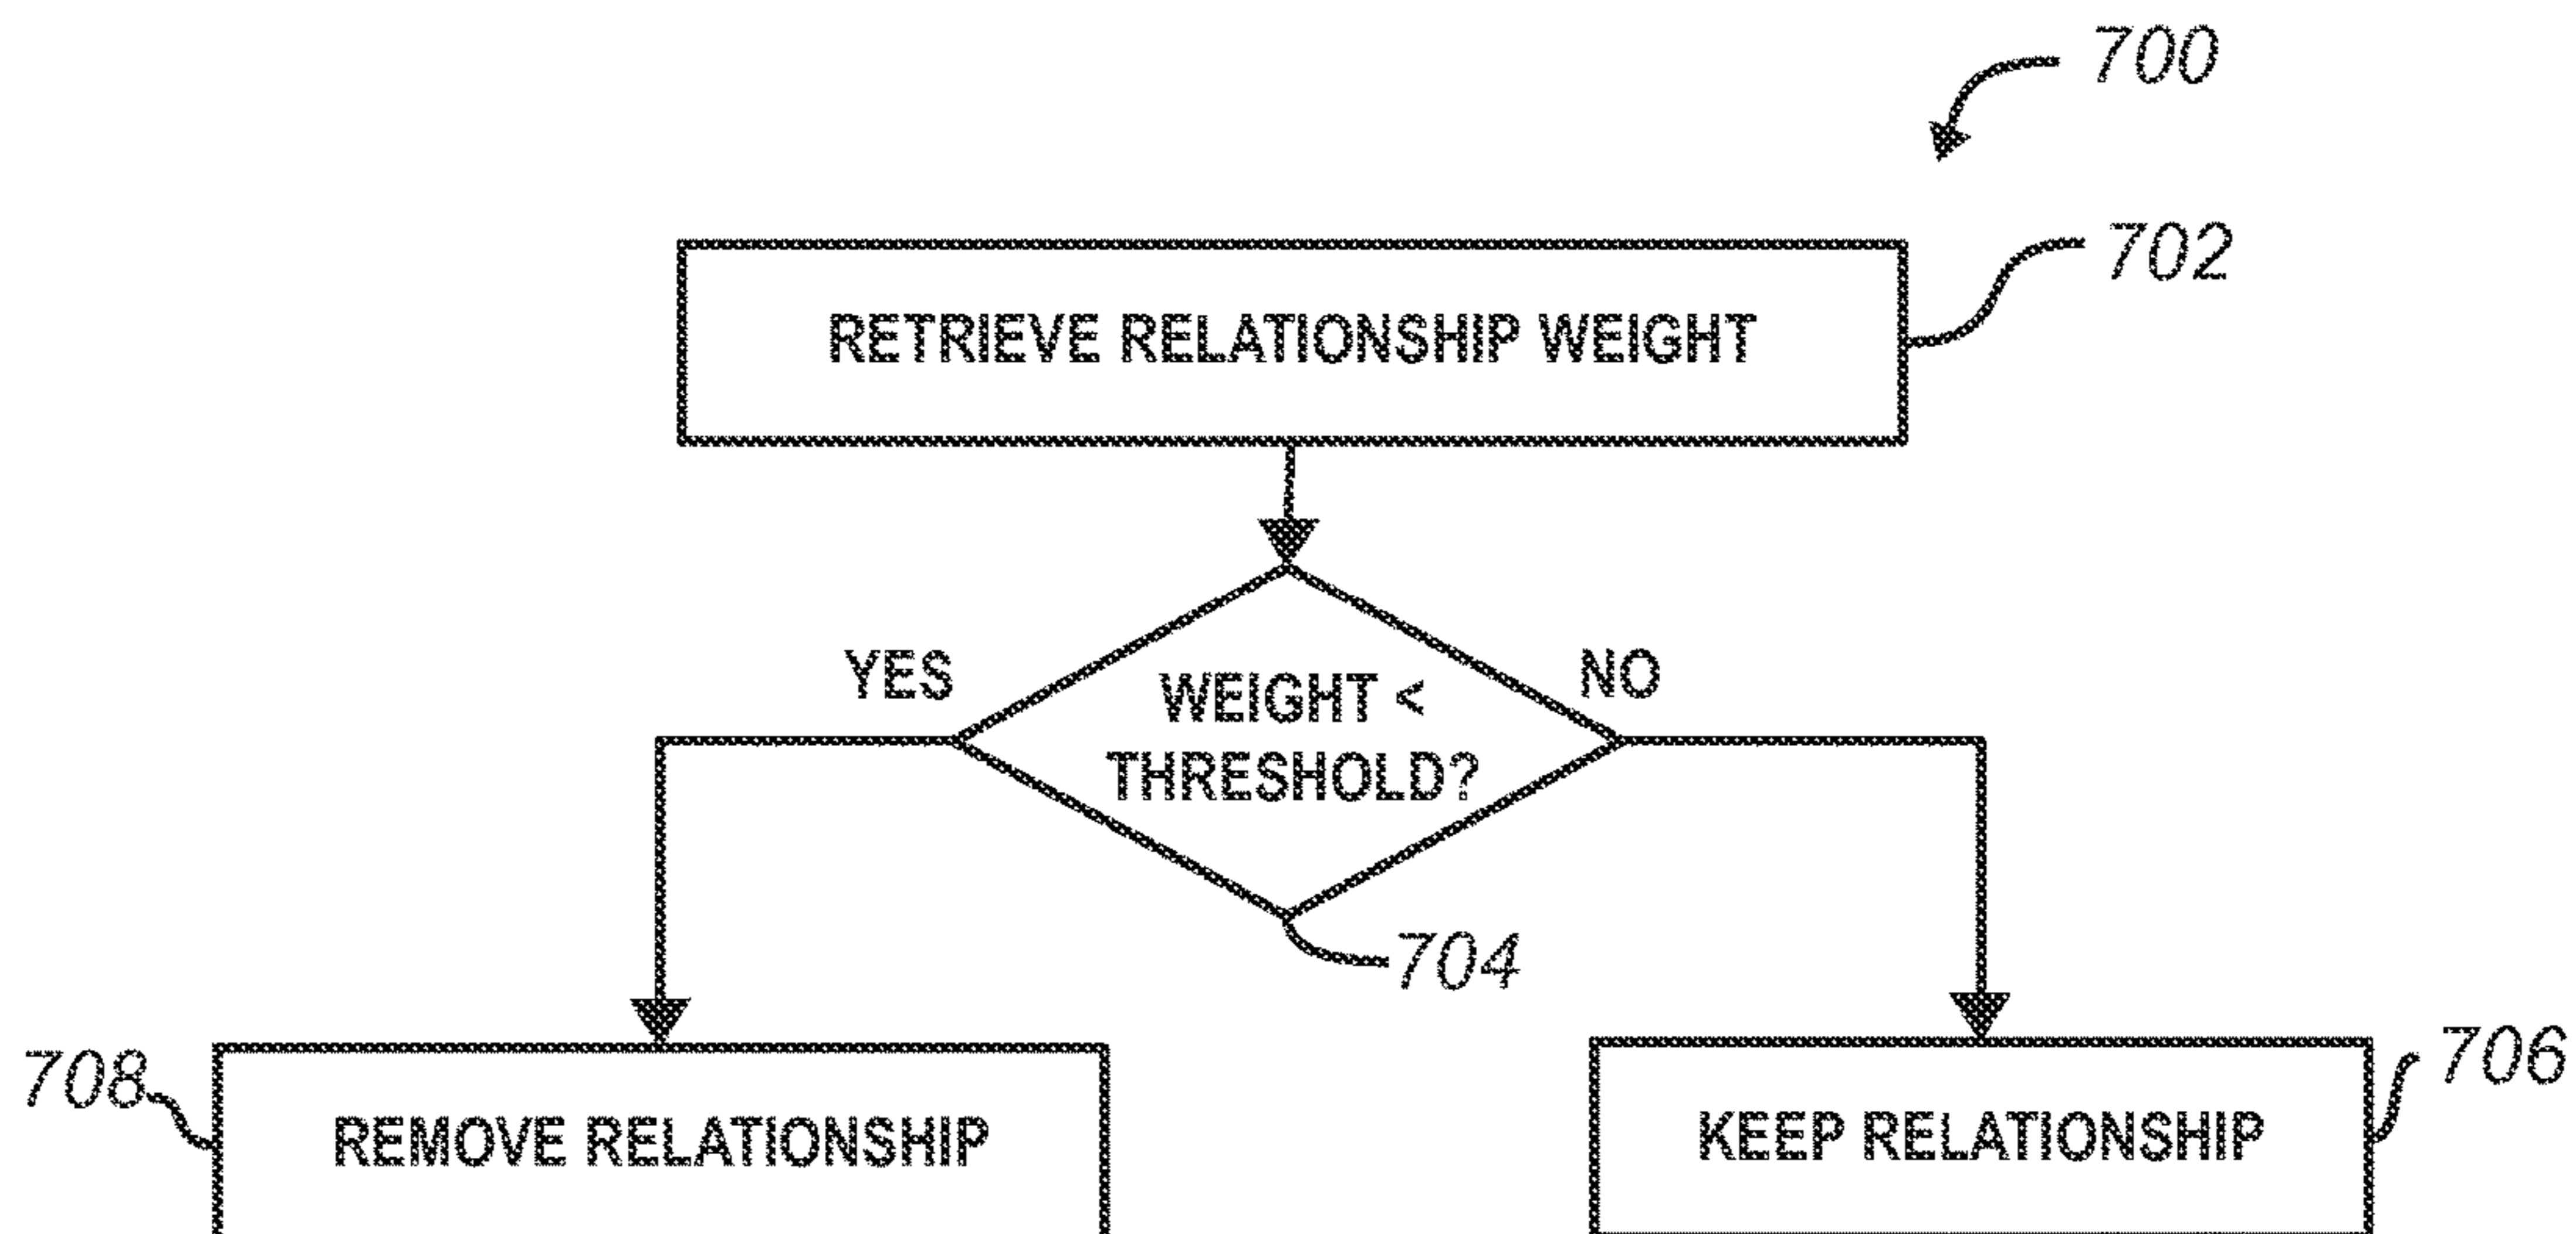 700
702
RETRIEVE RELATIONSHIP WEIGHT
YES
NO
WEIGHT <
THRESHOLD?
704
708
REMOVE RELATIONSHIP
KEEP RELATIONSHIP
706